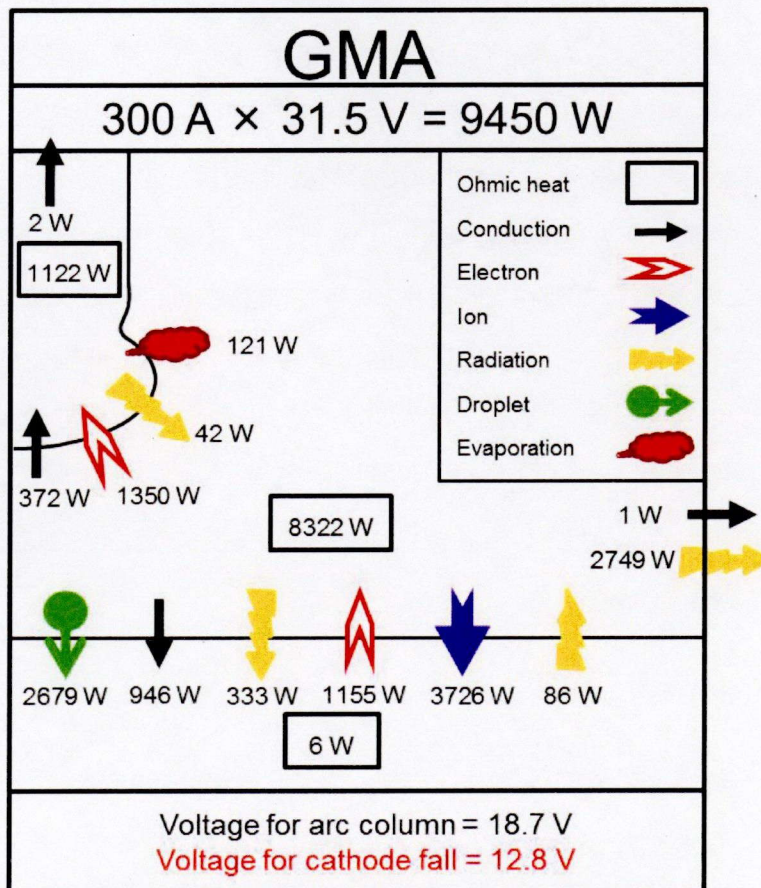 GMA
300 A × 31.5 V = 9450 W
2 W
1122 W
121 W
42 W
372 W
1350 W
Ohmic heat
Conduction
Electron
Ion
Radiation
Droplet
Evaporation
8322 W
1 W
2749 W
2679 W 946 W 333 W 1155 W 3726 W 86 W
6 W
Voltage for arc column = 18.7 V
Voltage for cathode fall = 12.8 V